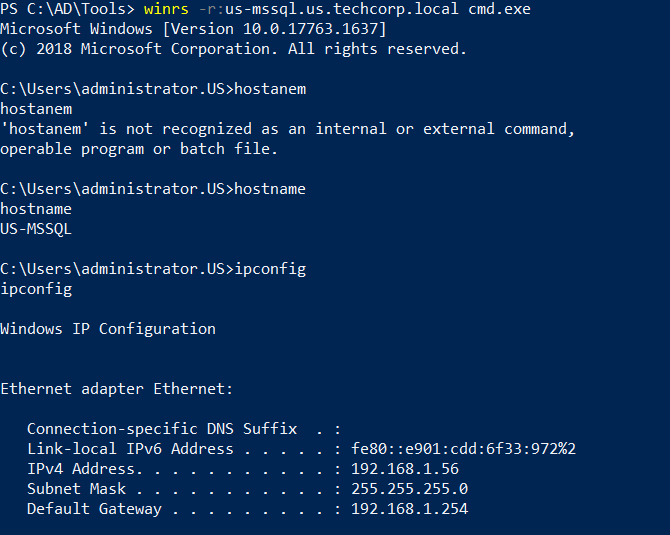 PS C:\AD\Tools> winrs -r:us-mssql.us.techcorp.local cmd.exe
Microsoft Windows [Version 10.0.17763.1637]
(c) 2018 Microsoft Corporation. All rights reserved.
C:\Users\administrator.US>hostanem
hostanem
'hostanem' is not recognized as an internal or external command,
operable program or batch file.
C:\Users\administrator.US>hostname
hostname
US-MSSQL
C:\Users\administrator.US>ipconfig
ipconfig
Windows IP Configuration
Ethernet adapter Ethernet:
Connection-specific DNS Suffix  . :
Link-local IPv6 Address . . . . . : fe80::e901:cdd:6f33:972%2
IPv4 Address. . . . . . . . . . . : 192.168.1.56
Subnet Mask . . . . . . . . . . . : 255.255.255.0
Default Gateway . . . . . . . . . : 192.168.1.254